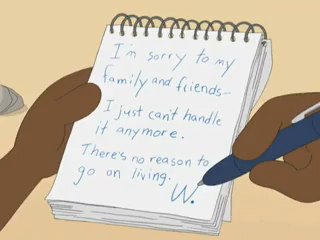 I'm sorry to my
family and friends-
I just can't handle
it anymore.
There's no reason to
go on living.
W.